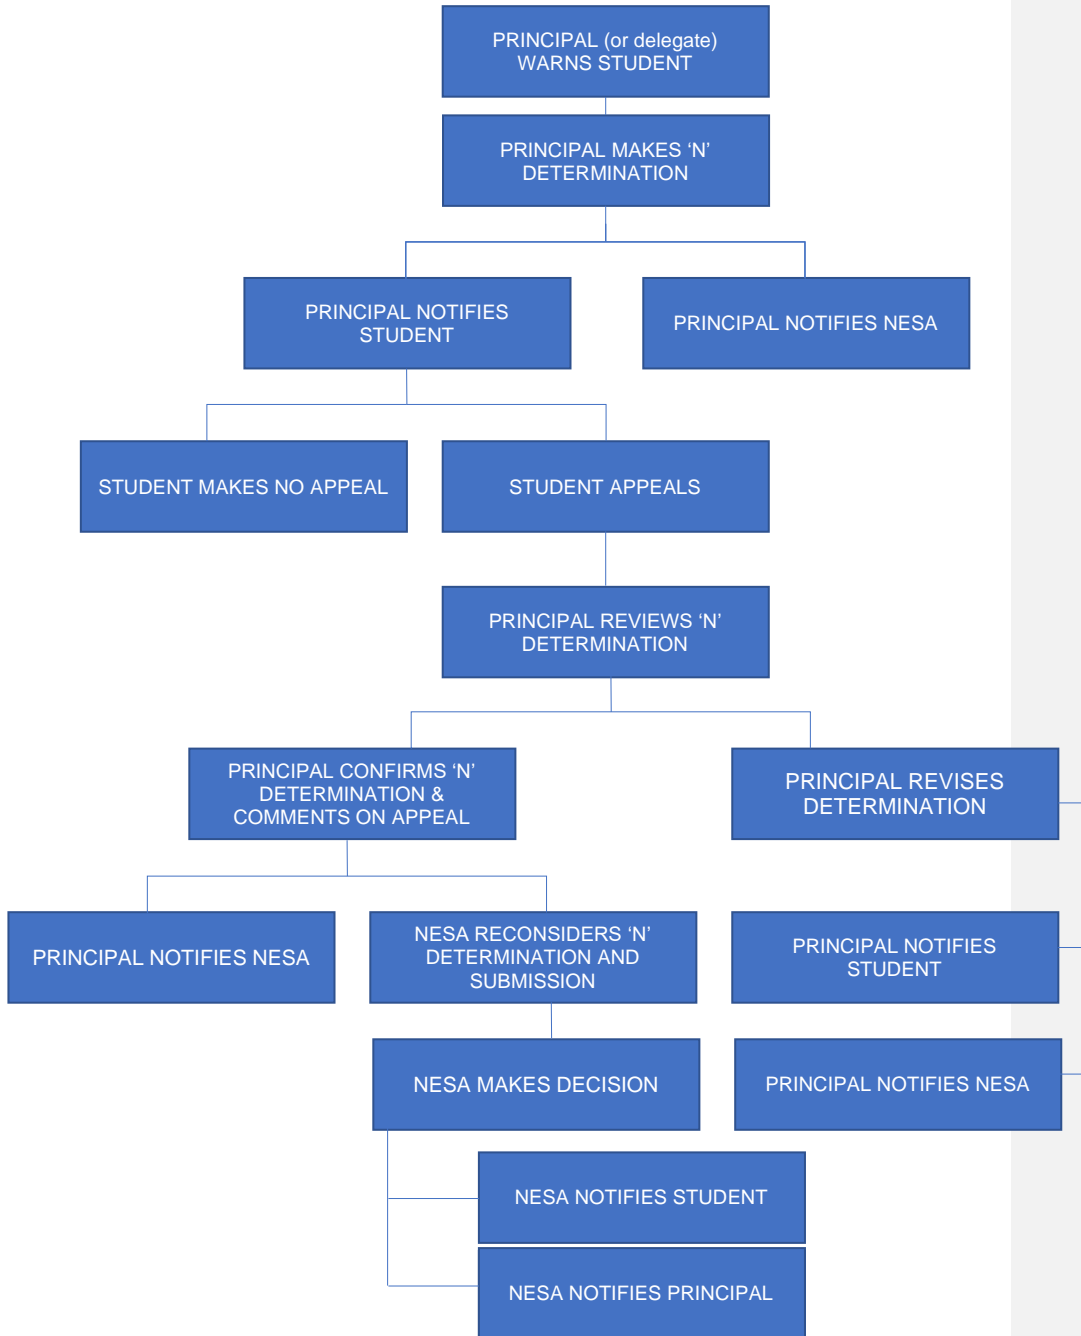 PRINCIPAL (or delegate)
WARNS STUDENT
PRINCIPAL MAKES ‘N’
DETERMINATION
PRINCIPAL NOTIFIES
STUDENT
PRINCIPAL NOTIFIES NESA
STUDENT MAKES NO APPEAL
STUDENT APPEALS
PRINCIPAL REVIEWS ‘N’
DETERMINATION
PRINCIPAL CONFIRMS ‘N’
DETERMINATION &
COMMENTS ON APPEAL
PRINCIPAL REVISES
DETERMINATION
PRINCIPAL NOTIFIES NESA
NESA RECONSIDERS ‘N’
DETERMINATION AND
SUBMISSION
PRINCIPAL NOTIFIES
STUDENT
NESA MAKES DECISION
PRINCIPAL NOTIFIES NESA
NESA NOTIFIES STUDENT
NESA NOTIFIES PRINCIPAL